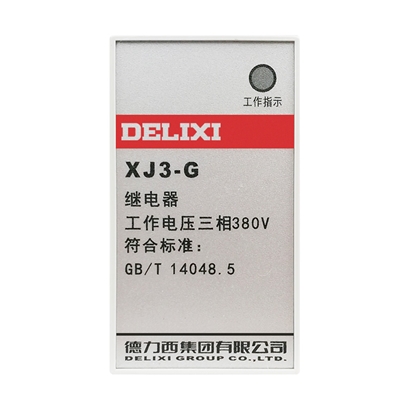 工作指示
DELIXI
XJ3-G
继电器
工作电压三相380V
符合标准：
GB/T 14048.5
德力西集团有限公司
DELIXI GROUP CO.,LTD.